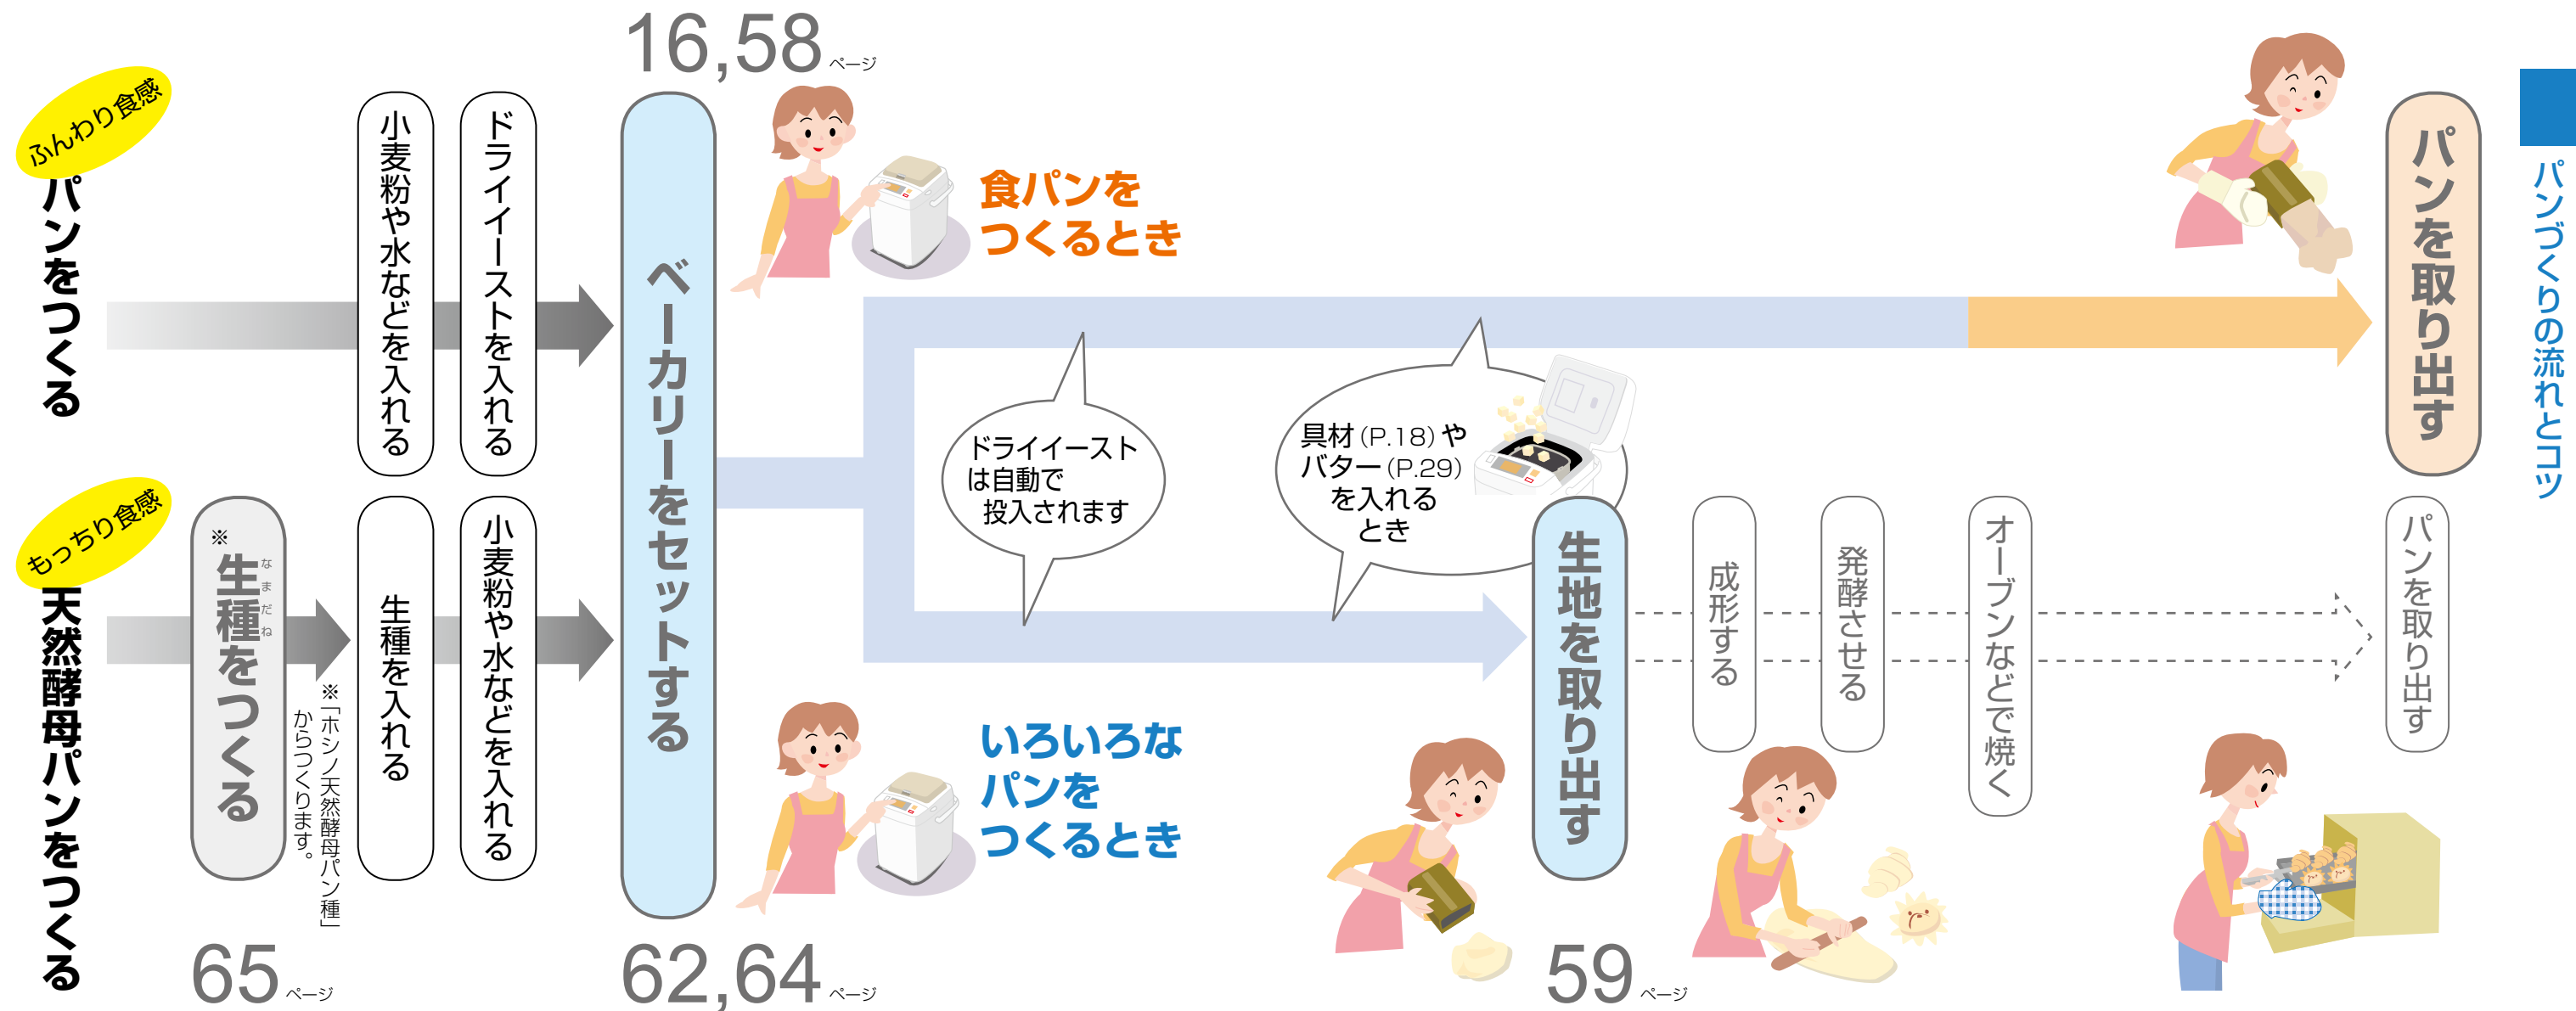 ふんわり食感
パンをつくる
小麦粉や水などを入れる
ドライイーストを入れる
16,58ページ
ベーカリーをセットする
食パンを
つくるとき
ドライイースト
は自動で
投入されます
具材(P.18)や
バター(P.29)
を入れる
とき
パンを取り出す
もっちり食感
天然酵母パンをつくる
※
生種をつくる
なまだね
※「ホシノ天然酵母パン種」
からつくります。
65ページ
生種を入れる
小麦粉や水などを入れる
62,64ページ
いろいろな
パンを
つくるとき
生地を取り出す
59ページ
成形する
発酵させる
オーブンなどで焼く
パンを取り出す
パンづくりの流れとコツ